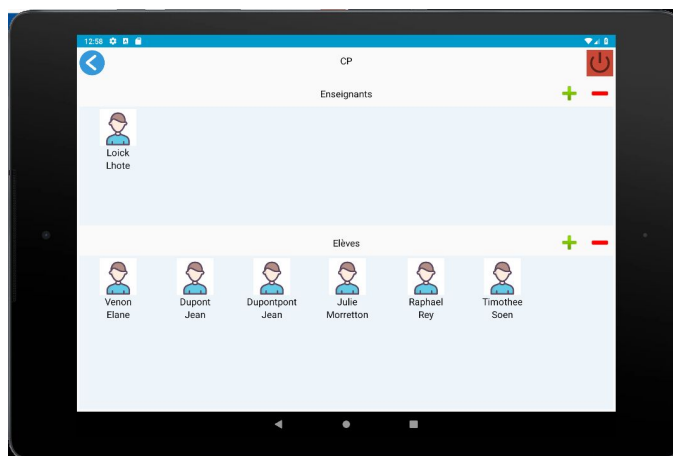 12:58
CP
Enseignants
Loick
Lhote
Elèves
Venon
Elane
Dupont
Jean
Dupontpont
Jean
Julie
Morretton
Raphael
Rey
Timothee
Soen